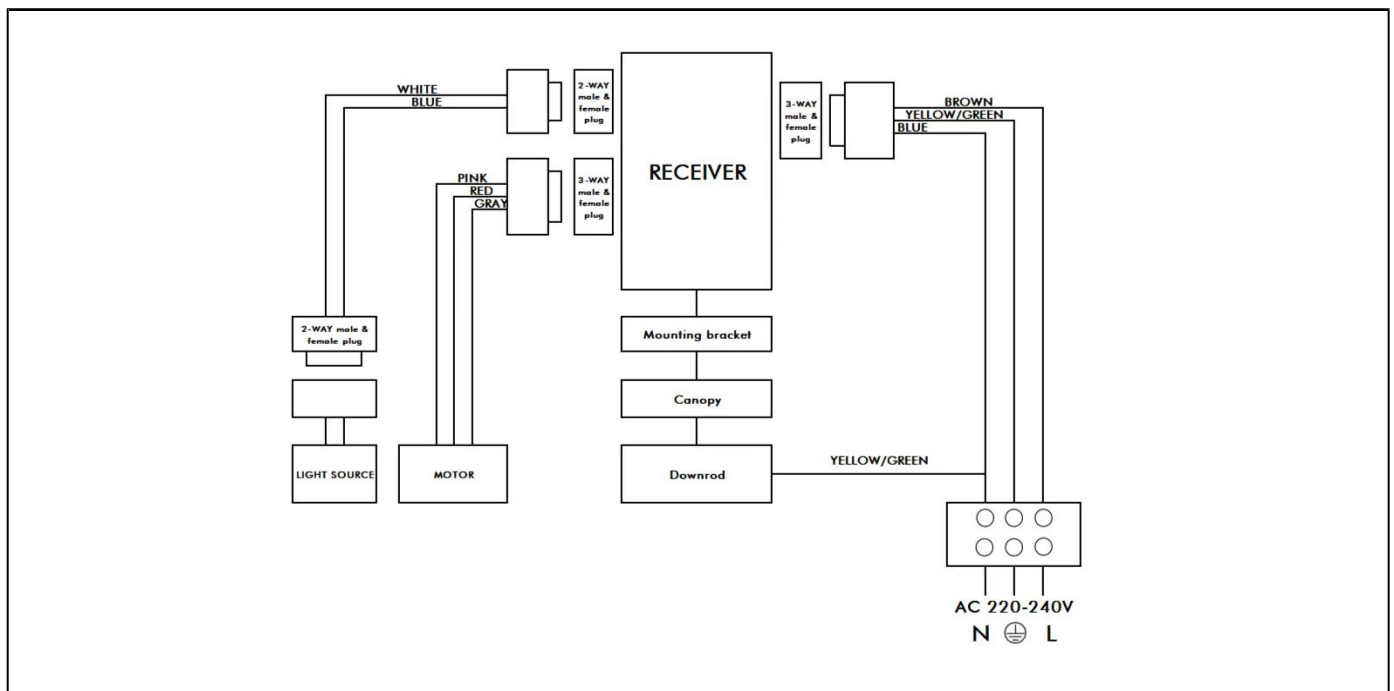 WHITE
BLUE
2-WAY
male &
female
plug
PINK
RED
GRAY
3-WAY
male &
female
plug
RECEIVER
3-WAY
male &
female
plug
BROWN
YELLOW/GREEN
BLUE
2-WAY male &
female plug
LIGHT SOURCE
MOTOR
Mounting bracket
Canopy
Downrod
YELLOW/GREEN
AC 220-240V
N L